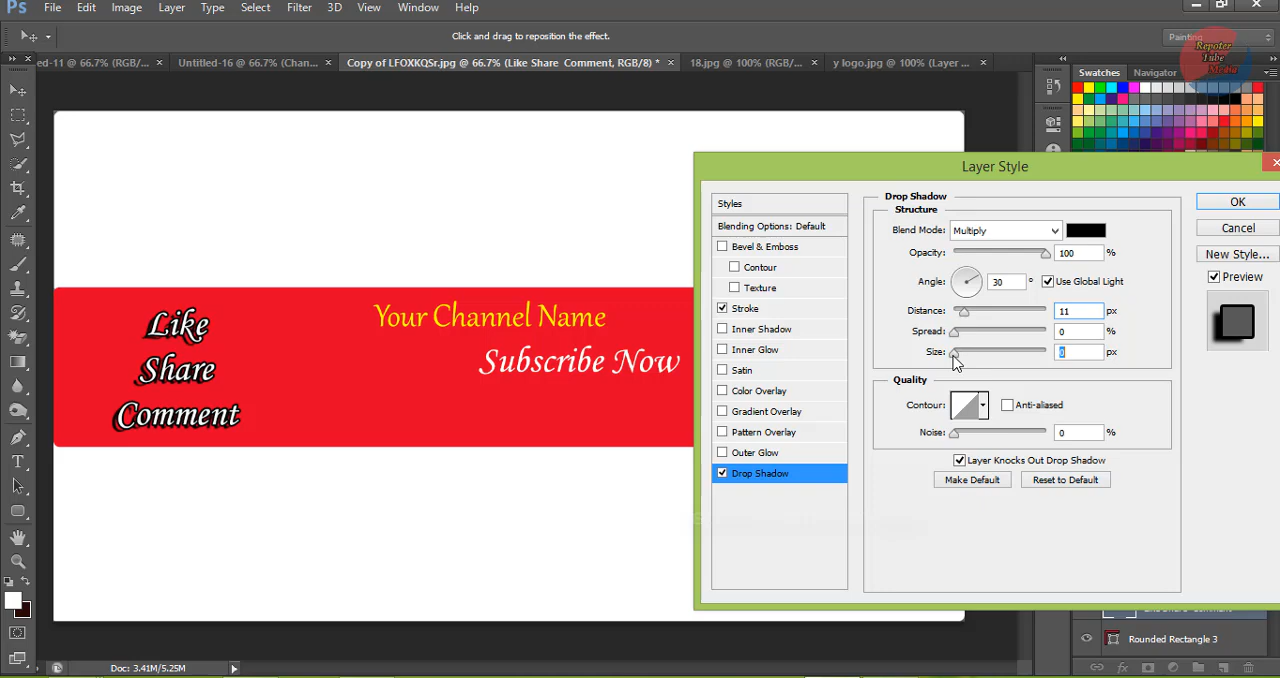 Ps File Edit Image Layer Type Select Filter 3D View Window Help
Click and drag to reposition the effect.
Painting
Repoter
Tube
Media
ed-11 @ 66.7% (RGB/... × Untitled-16 @ 66.7% (Chan... × Copy of LFOXKQSr.jpg @ 66.7% (Like Share Comment, RGB/8) * × 18.jpg @ 100% (RGB/... × y logo.jpg @ 100% (Layer ... ×
Swatches Navigator
Layer Style
Styles
Blending Options: Default
Bevel & Emboss
Contour
Texture
Stroke
Inner Shadow
Inner Glow
Satin
Color Overlay
Gradient Overlay
Pattern Overlay
Outer Glow
Drop Shadow
Drop Shadow
Structure
Blend Mode: Multiply
Opacity: 100 %
Angle: 30 ° Use Global Light
Distance: 11 px
Spread: 0 %
Size: 0 px
Quality
Contour: Anti-aliased
Noise: 0 %
Layer Knocks Out Drop Shadow
Make Default Reset to Default
OK
Cancel
New Style...
Preview
Like
Share
Comment
Your Channel Name
Subscribe Now
Rounded Rectangle 3
66.7% Doc: 3.41M/5.25M